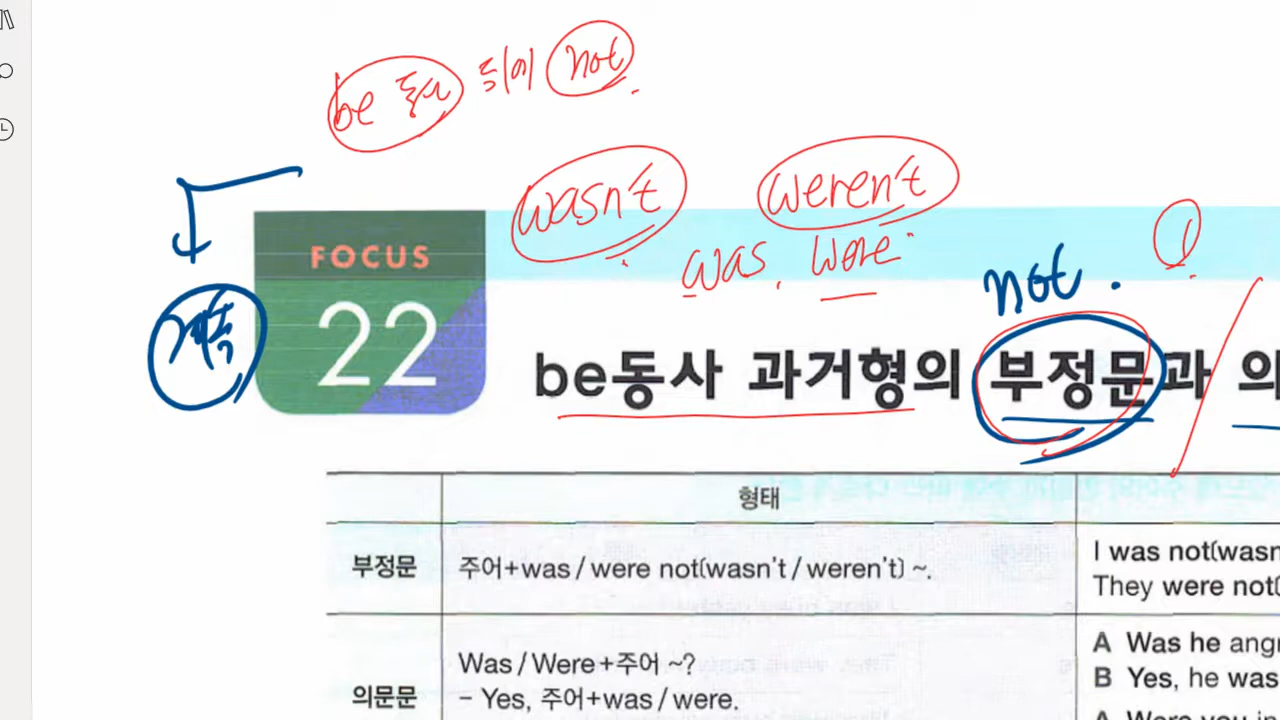 be 동사 뒤에 not.
wasn't weren't
was, were.
FOCUS
22
not.
be동사 과거형의 부정문과 의
형태
부정문 주어+was/were not(wasn't/weren't) ~.
I was not(wasn
They were not(
의문문 Was/Were+주어 ~?
- Yes, 주어+was/were.
A Was he angr
B Yes, he was
A Were you in